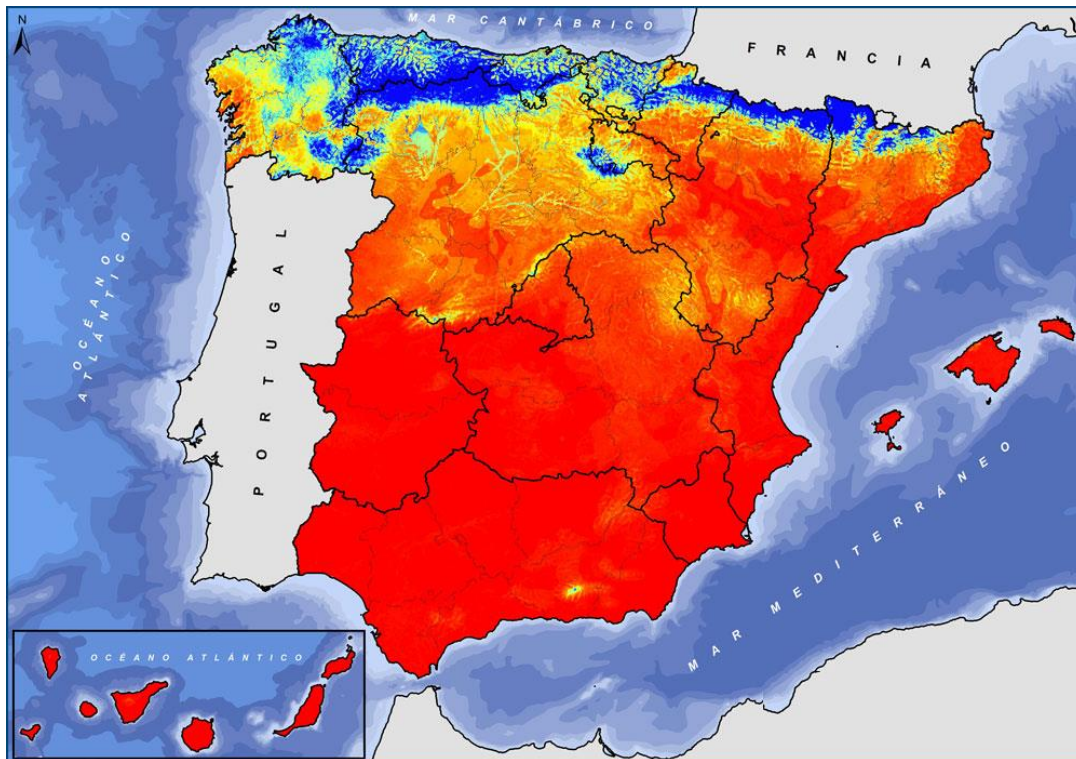 N
MAR CANTÁBRICO
FRANCIA
OCÉANO
ATLÁNTICO
PORTUGAL
MAR MEDITERRÁNEO
OCÉANO ATLÁNTICO